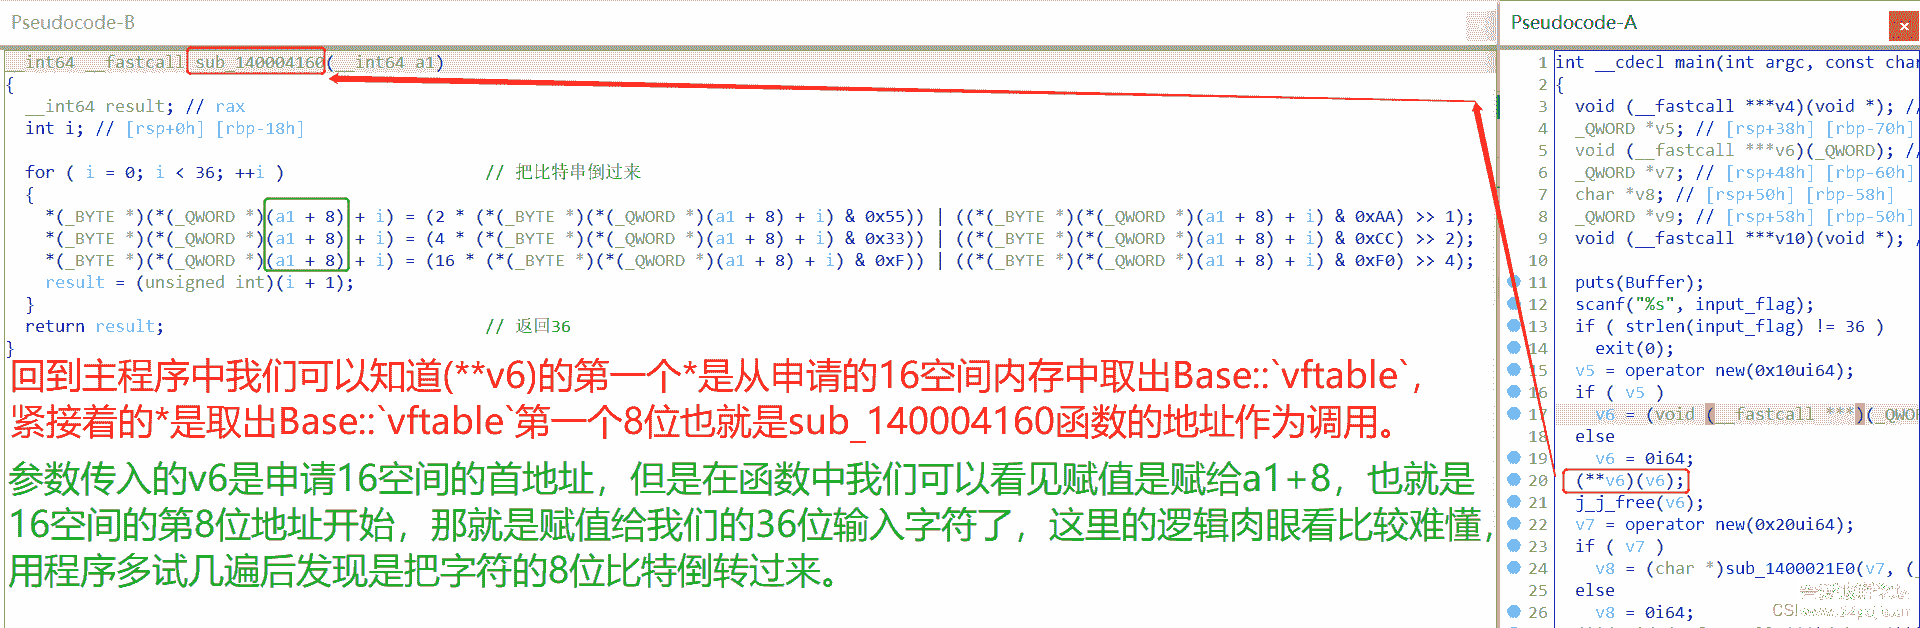 Pseudocode-B
__int64 __fastcall sub_140004160(__int64 a1)
{
  __int64 result; // rax
  int i; // [rsp+0h] [rbp-18h]
  for ( i = 0; i < 36; ++i )                    // 把比特串倒过来
  {
    *(_BYTE *)(*(_QWORD *)(a1 + 8) + i) = (2 * (*(_BYTE *)(*(_QWORD *)(a1 + 8) + i) & 0x55)) | ((*(_BYTE *)(*(_QWORD *)(a1 + 8) + i) & 0xAA) >> 1);
    *(_BYTE *)(*(_QWORD *)(a1 + 8) + i) = (4 * (*(_BYTE *)(*(_QWORD *)(a1 + 8) + i) & 0x33)) | ((*(_BYTE *)(*(_QWORD *)(a1 + 8) + i) & 0xCC) >> 2);
    *(_BYTE *)(*(_QWORD *)(a1 + 8) + i) = (16 * (*(_BYTE *)(*(_QWORD *)(a1 + 8) + i) & 0xF)) | ((*(_BYTE *)(*(_QWORD *)(a1 + 8) + i) & 0xF0) >> 4);
    result = (unsigned int)(i + 1);
  }
  return result;                                // 返回36
}
回到主程序中我们可以知道(**v6)的第一个*是从申请的16空间内存中取出Base::`vftable`,
紧接着的*是取出Base::`vftable`第一个8位也就是sub_140004160函数的地址作为调用。
参数传入的v6是申请16空间的首地址，但是在函数中我们可以看见赋值是赋给a1+8，也就是
16空间的第8位地址开始，那就是赋值给我们的36位输入字符了，这里的逻辑肉眼看比较难懂，
用程序多试几遍后发现是把字符的8位比特倒转过来。
Pseudocode-A
1 int __cdecl main(int argc, const char
2 {
3   void (__fastcall ***v4)(void *); //
4   _QWORD *v5; // [rsp+38h] [rbp-70h]
5   void (__fastcall ***v6)(_QWORD); //
6   _QWORD *v7; // [rsp+48h] [rbp-60h]
7   char *v8; // [rsp+50h] [rbp-58h]
8   _QWORD *v9; // [rsp+58h] [rbp-50h]
9   void (__fastcall ***v10)(void *); /
10
11   puts(Buffer);
12   scanf("%s", input_flag);
13   if ( strlen(input_flag) != 36 )
14     exit(0);
15   v5 = operator new(0x10ui64);
16   if ( v5 )
17     v6 = (void (__fastcall ***)(_QWO
18   else
19     v6 = 0i64;
20   (**v6)(v6);
21   j_j_free(v6);
22   v7 = operator new(0x20ui64);
23   if ( v7 )
24     v8 = (char *)sub_1400021E0(v7, (_
25   else
26     v8 = 0i64;